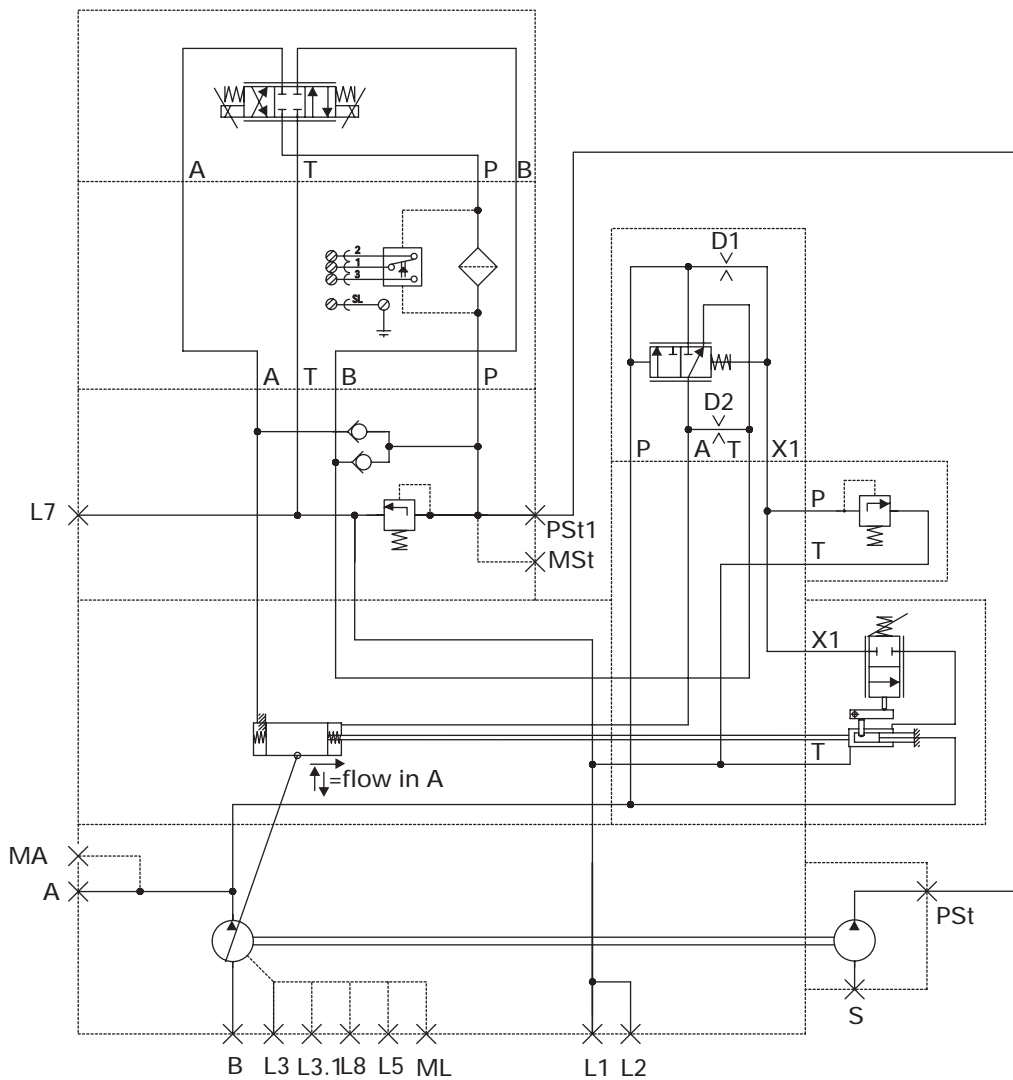 A T P B
2
1
3
SL
D1
A T B P
D2
P A T X1
P
L7
PSt1
MSt
T
X1
T
=flow in A
MA
A
PSt
S
B L3 L3.1 L8 L5 ML L1 L2